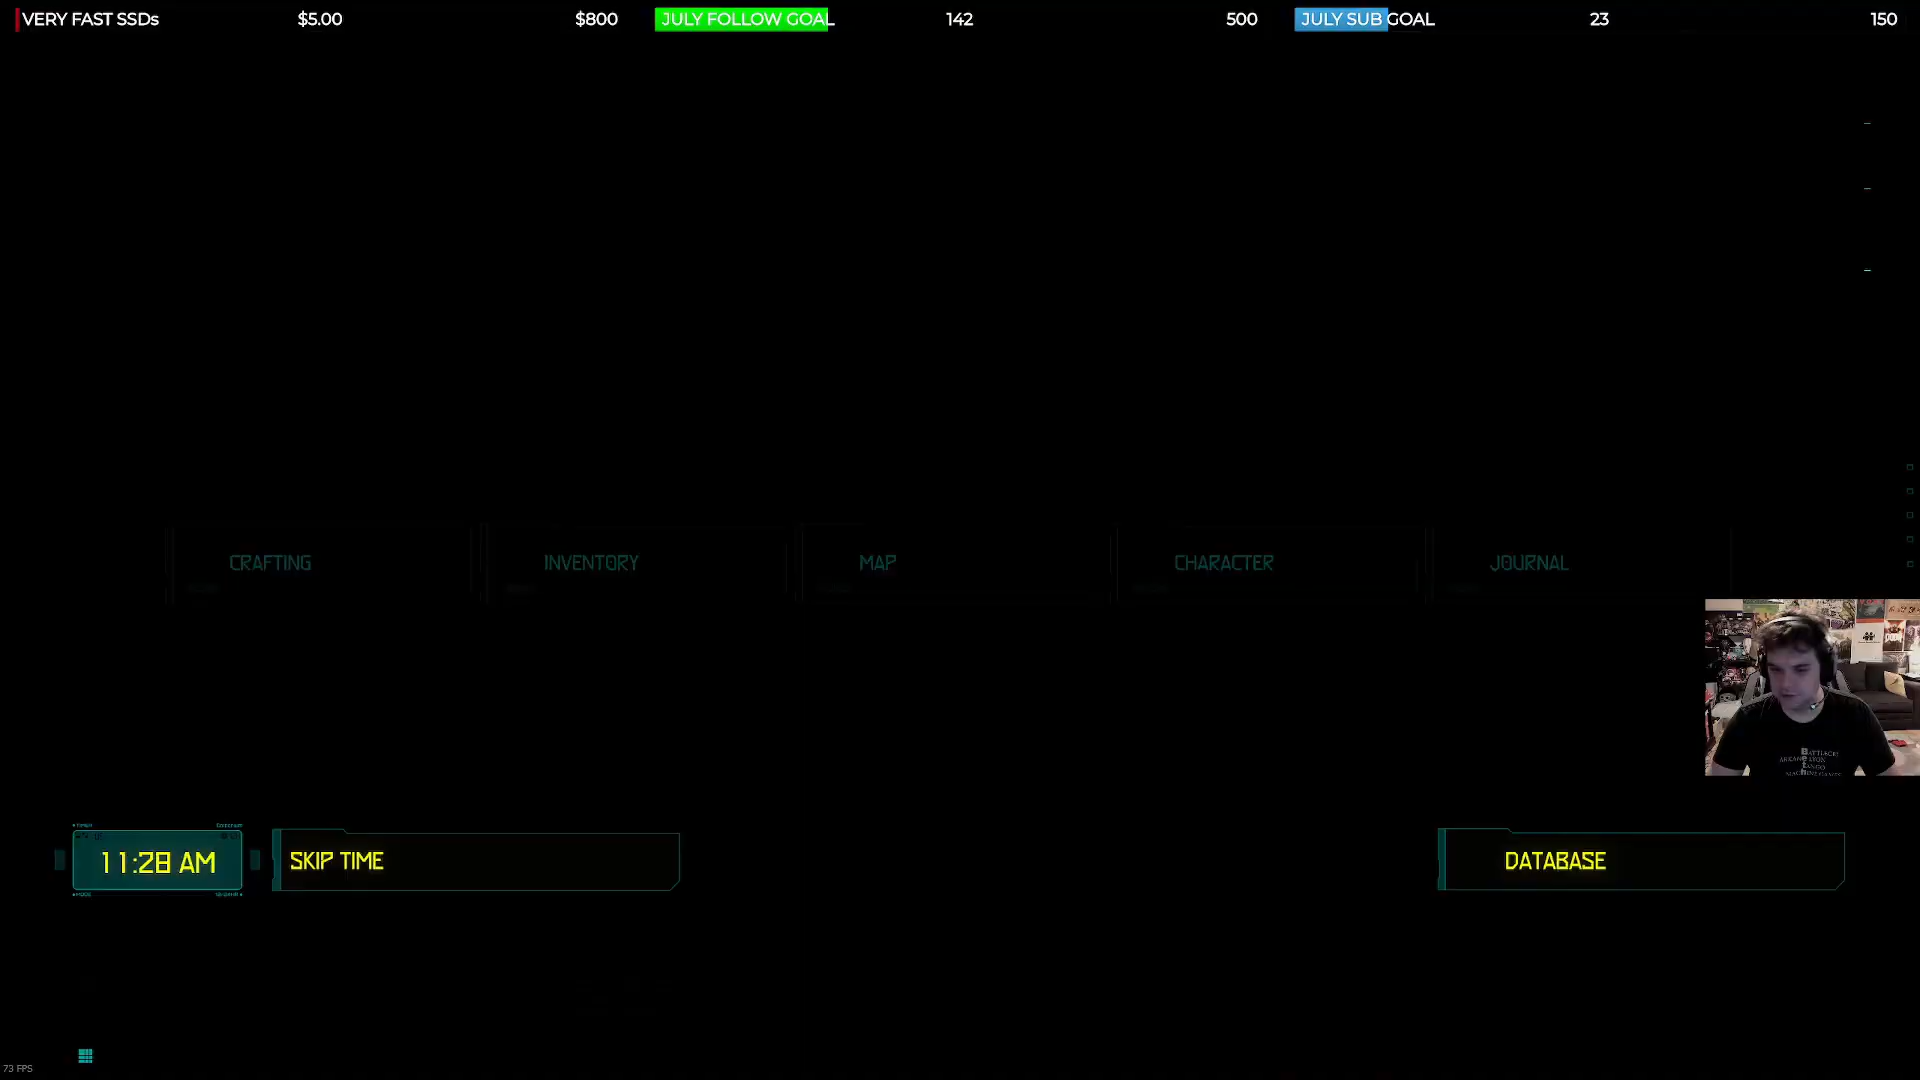 VERY FAST SSDs $5.00 $800 JULY FOLLOW GOAL 142 500 JULY SUB GOAL 23 150
CRAFTING INVENTORY MAP CHARACTER JOURNAL
11:28 AM SKIP TIME DATABASE
73 FPS